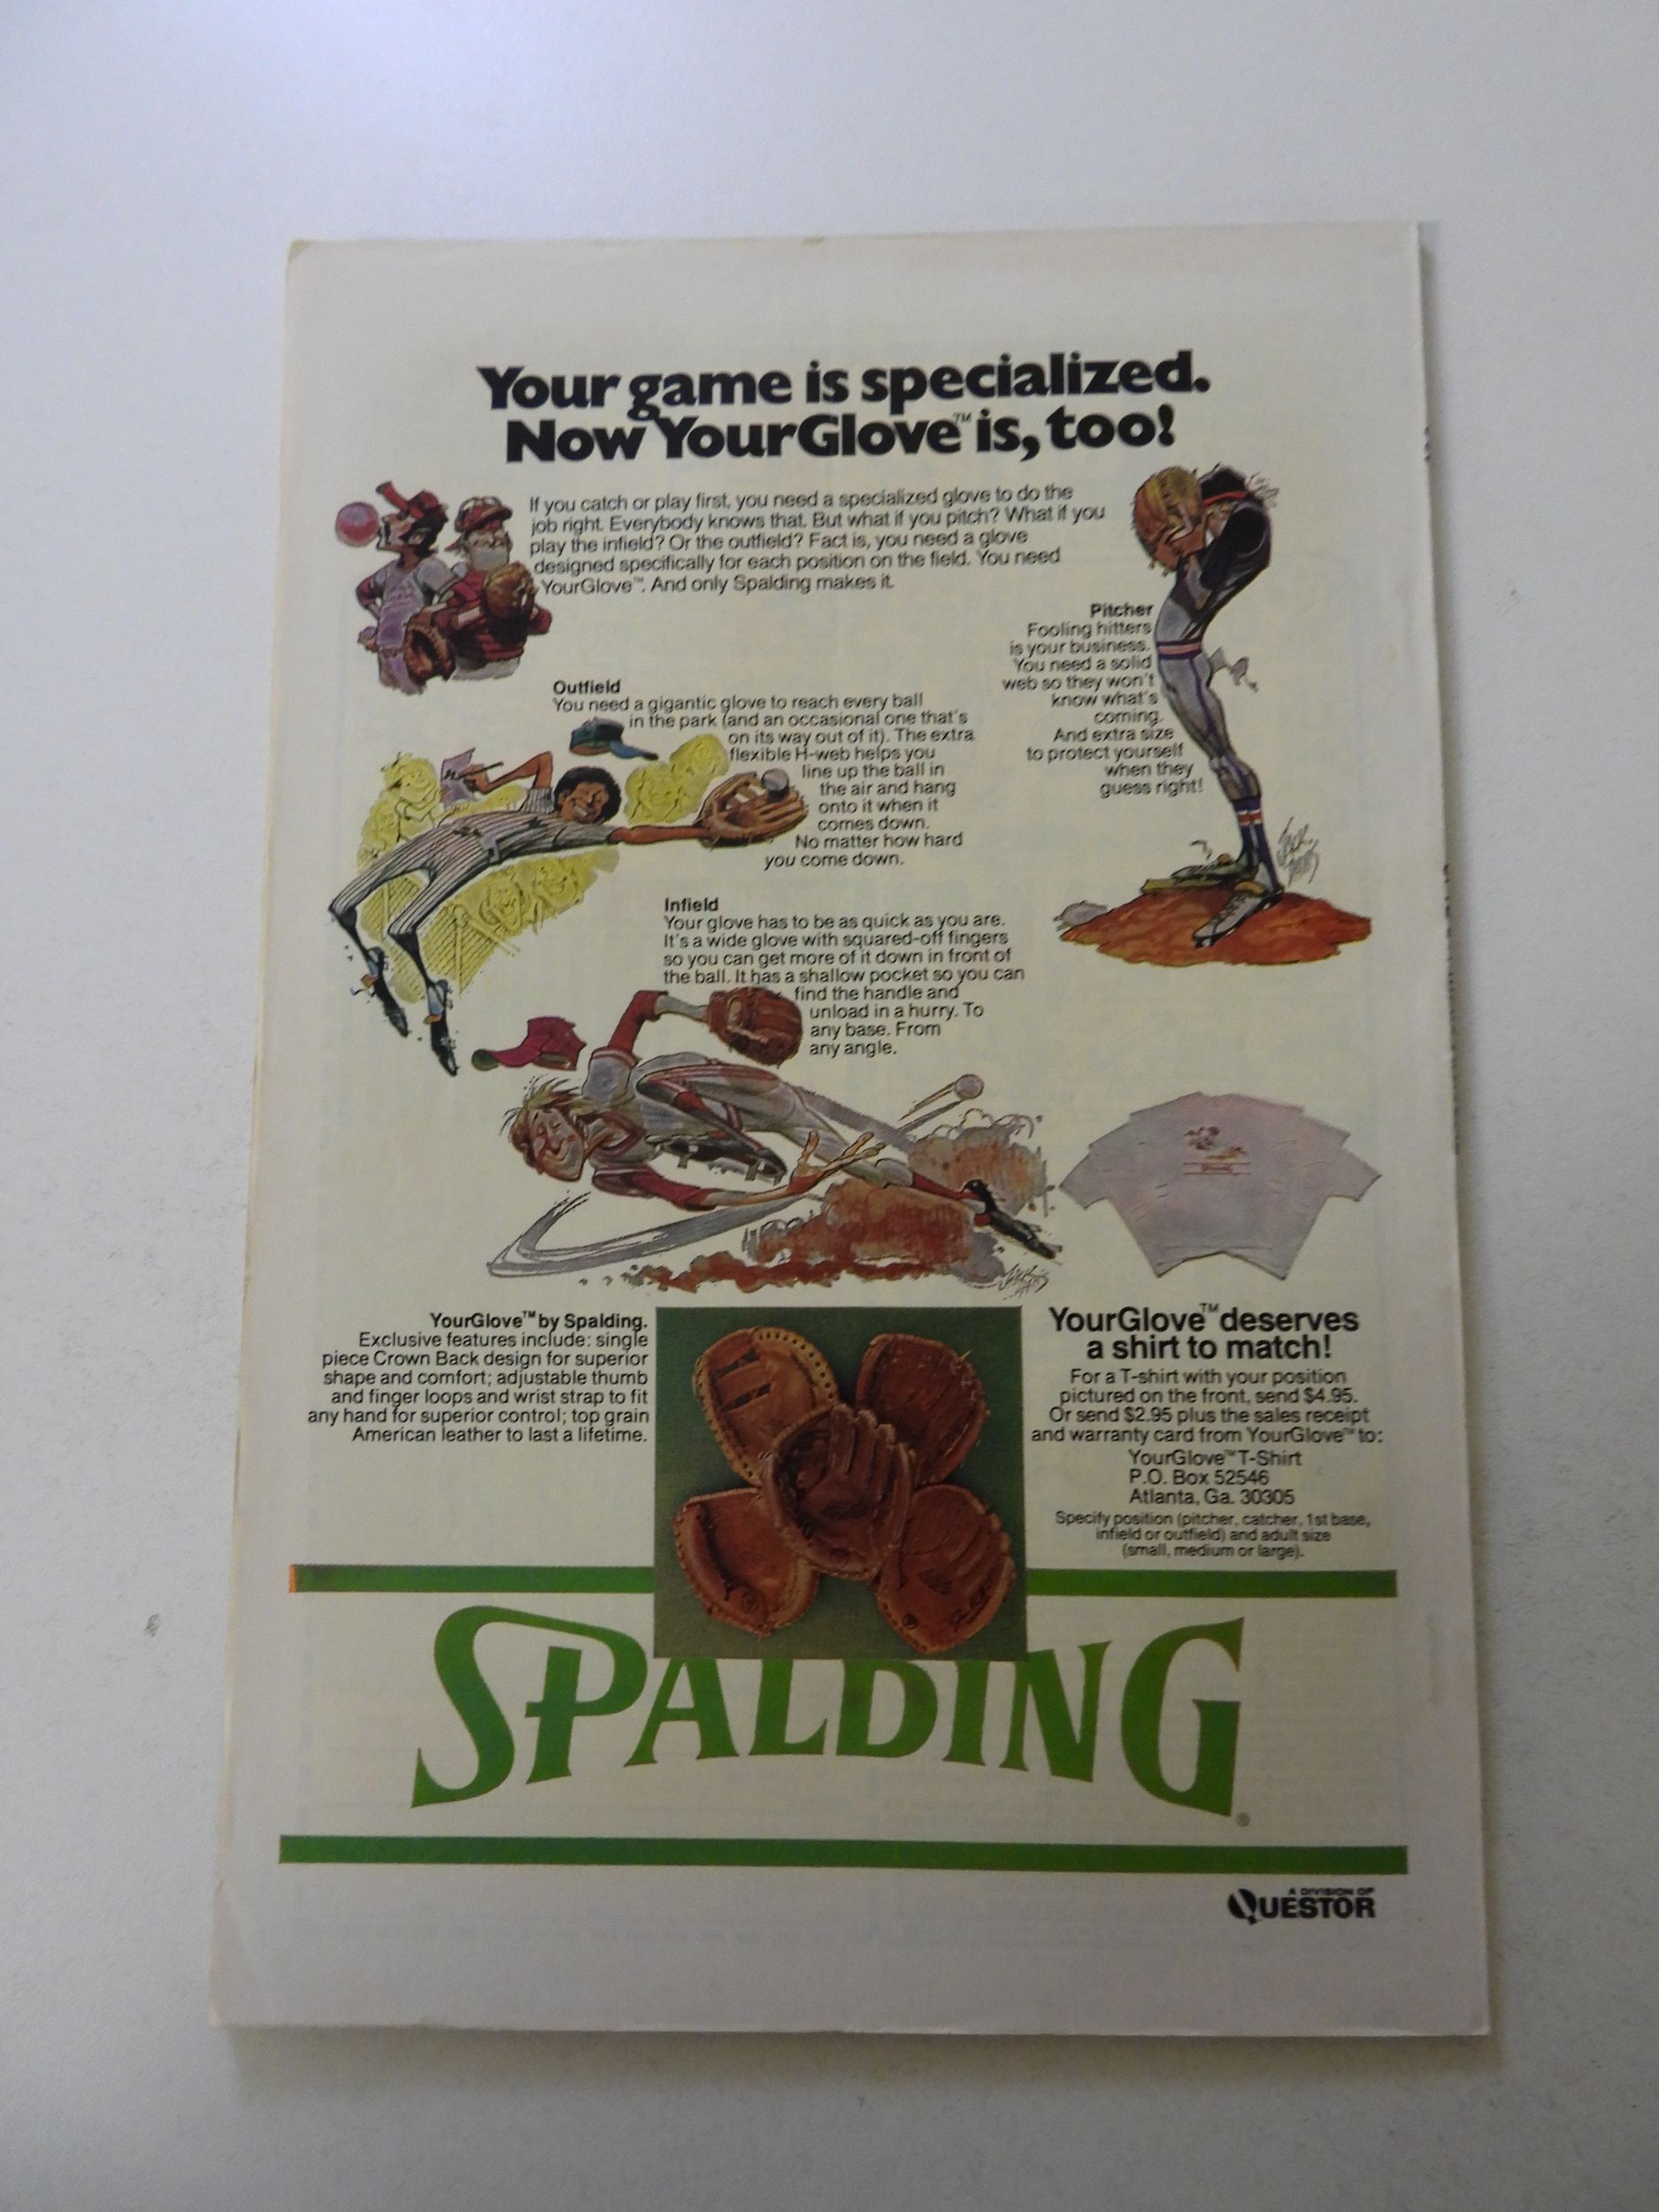 Your game is specialized.
Now YourGlove™ is, too!
If you catch or play first, you need a specialized glove to do the
job right. Everybody knows that. But what if you pitch? What if you
play the infield? Or the outfield? Fact is, you need a glove
designed specifically for each position on the field. You need
YourGlove™. And only Spalding makes it.
Pitcher
Fooling hitters
is your business.
You need a solid
web so they won't
know what's
coming.
And extra size
to protect yourself
when they
guess right!
Outfield
You need a gigantic glove to reach every ball
in the park (and an occasional one that's
on its way out of it). The extra
flexible H-web helps you
line up the ball in
the air and hang
onto it when it
comes down.
No matter how hard
you come down.
Infield
Your glove has to be as quick as you are.
It's a wide glove with squared-off fingers
so you can get more of it down in front of
the ball. It has a shallow pocket so you can
find the handle and
unload in a hurry. To
any base. From
any angle.
YourGlove™ by Spalding.
Exclusive features include: single
piece Crown Back design for superior
shape and comfort; adjustable thumb
and finger loops and wrist strap to fit
any hand for superior control; top grain
American leather to last a lifetime.
YourGlove™ deserves
a shirt to match!
For a T-shirt with your position
pictured on the front, send $4.95.
Or send $2.95 plus the sales receipt
and warranty card from YourGlove™ to:
YourGlove™ T-Shirt
P.O. Box 52546
Atlanta, Ga. 30305
Specify position (pitcher, catcher, 1st base,
infield or outfield) and adult size
(small, medium or large).
SPALDING®
A DIVISION OF
QUESTOR